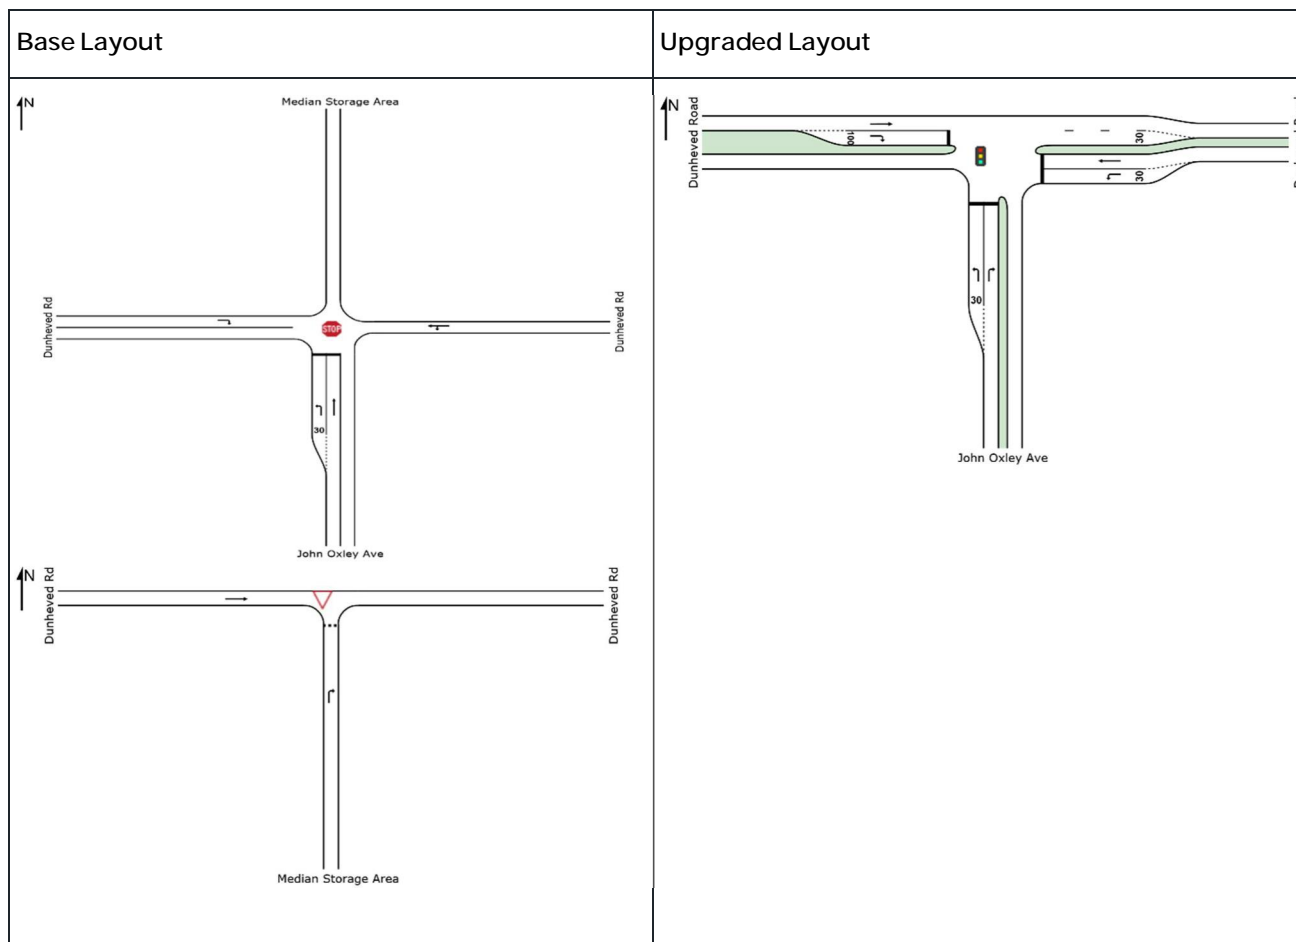 Base Layout
Upgraded Layout
N
Median Storage Area
Dunheved Rd
STOP
Dunheved Rd
30
John Oxley Ave
N
Dunheved Rd
Dunheved Rd
Median Storage Area
N
Dunheved Road
100
30
30
30
John Oxley Ave